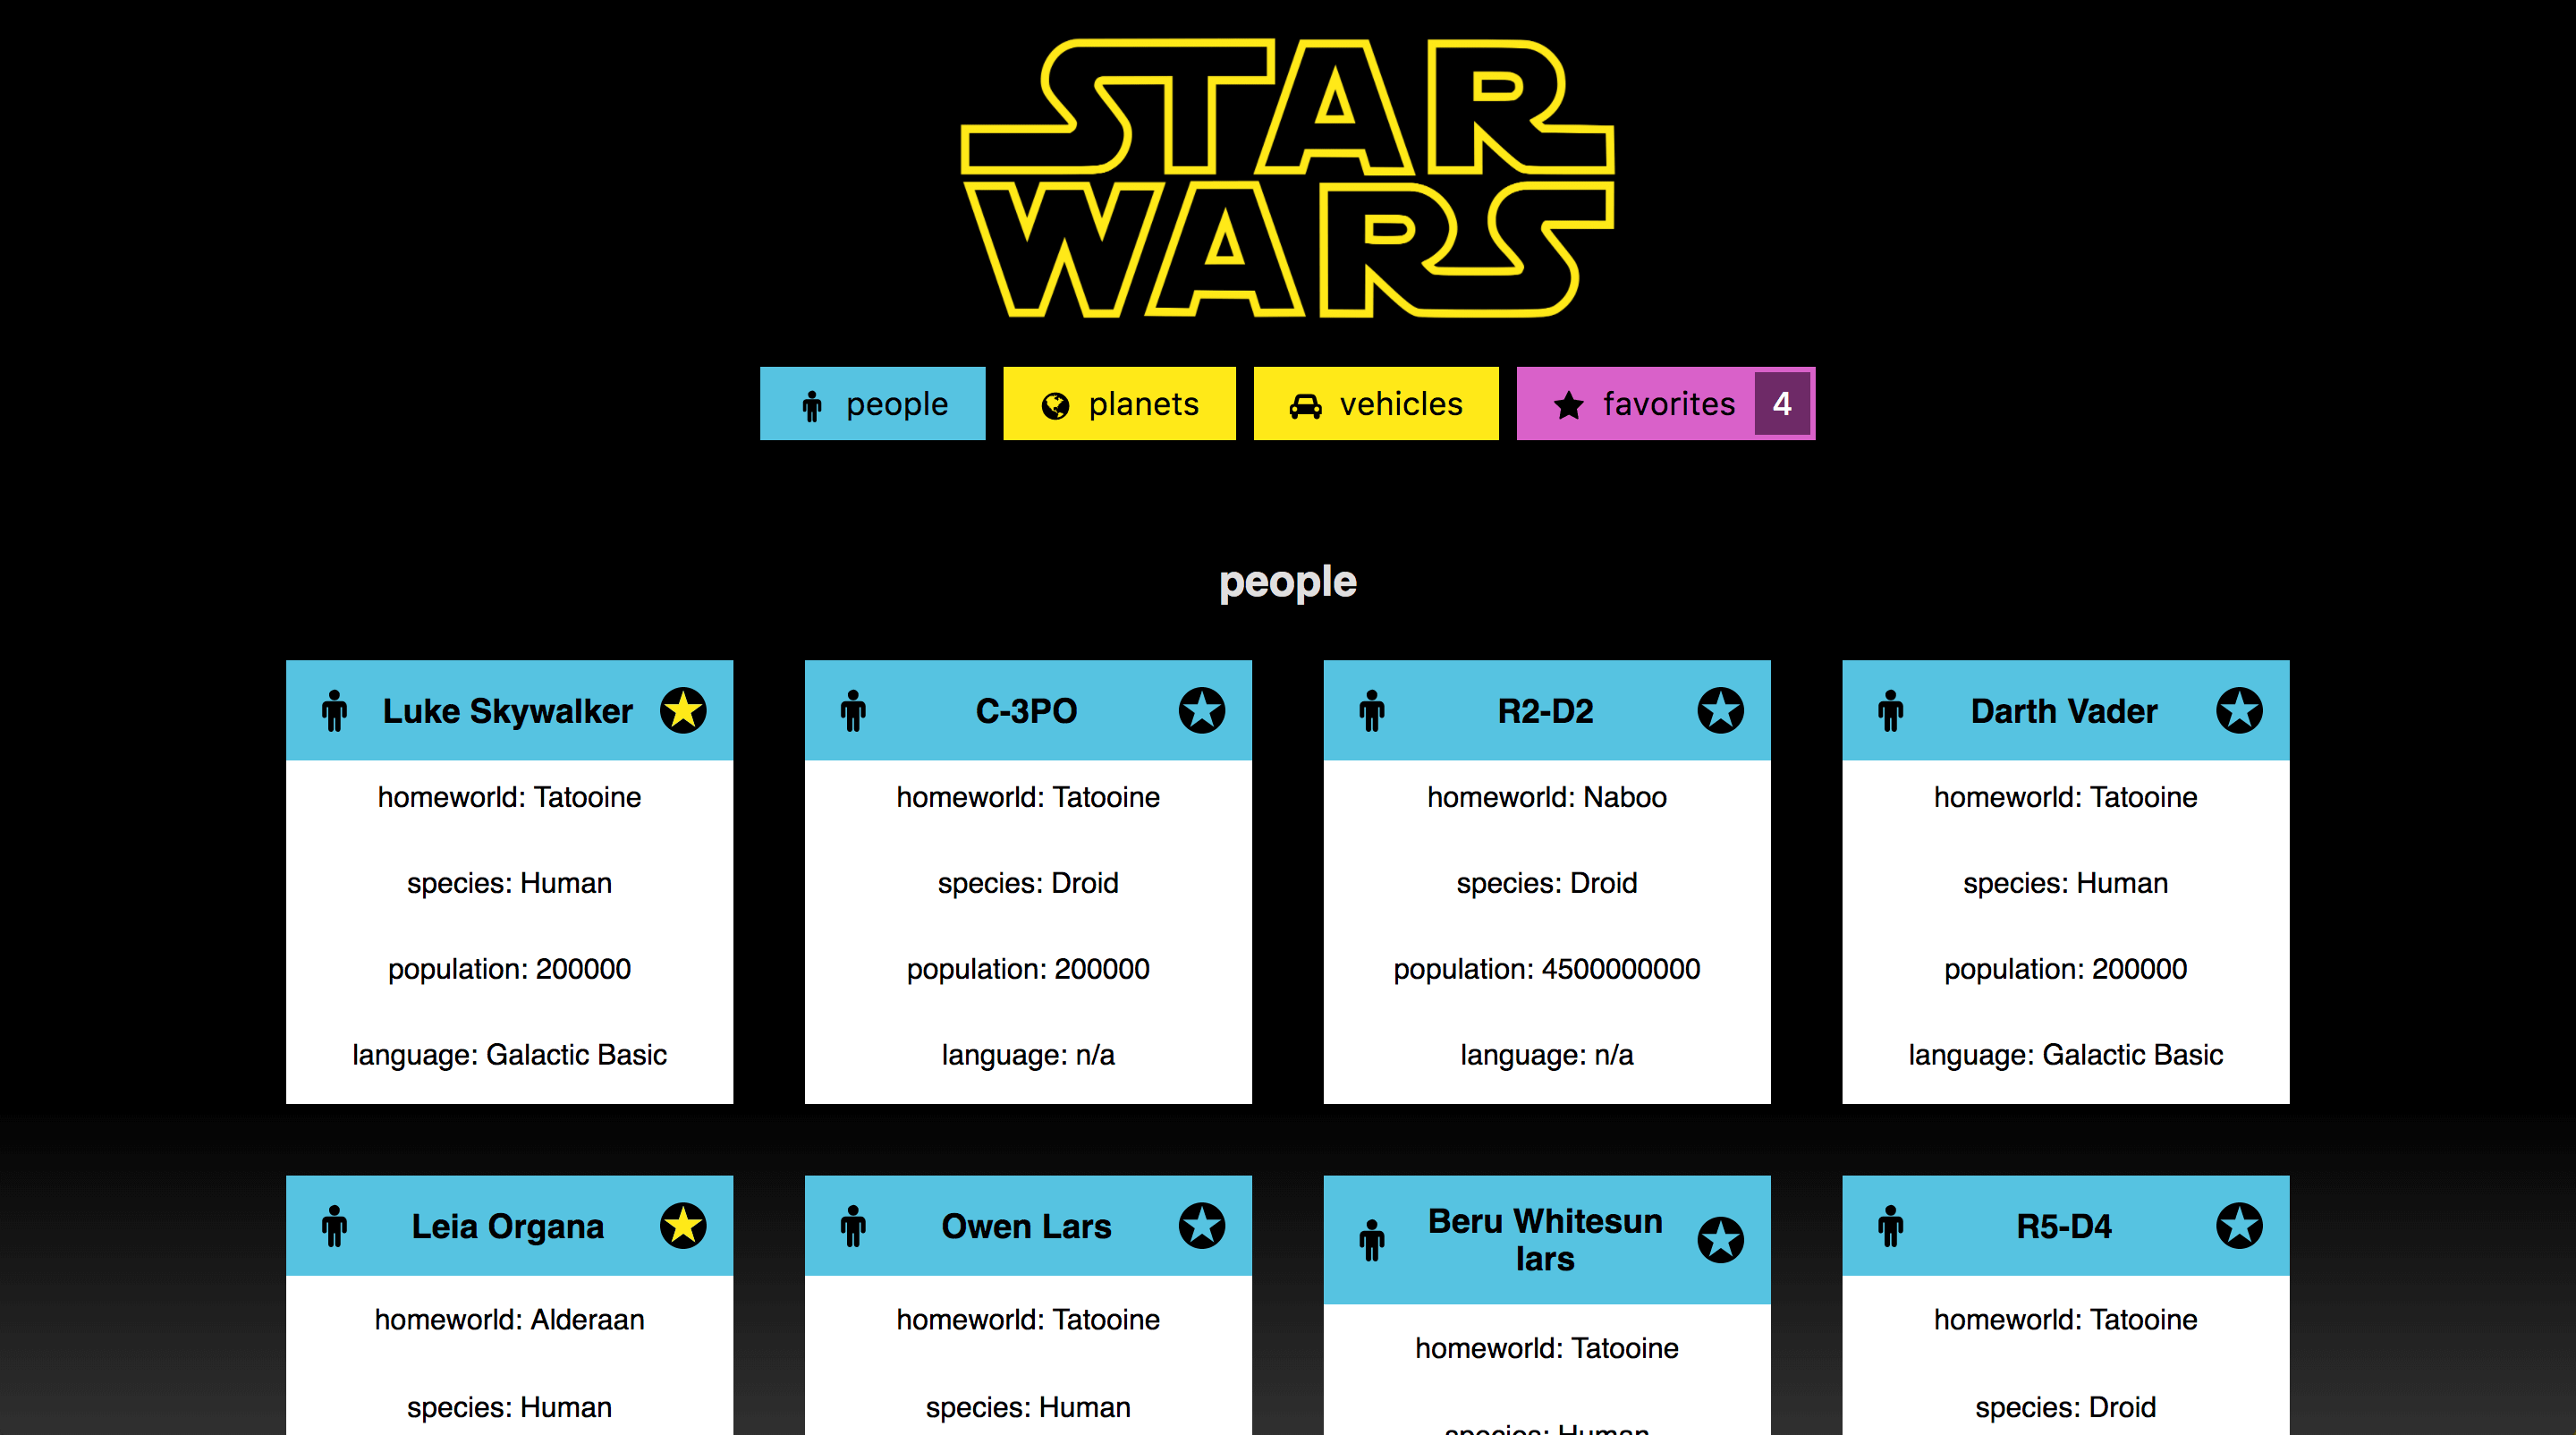 STAR
WARS
people
planets
vehicles
favorites 4
people
Luke Skywalker
homeworld: Tatooine
species: Human
population: 200000
language: Galactic Basic
C-3PO
homeworld: Tatooine
species: Droid
population: 200000
language: n/a
R2-D2
homeworld: Naboo
species: Droid
population: 4500000000
language: n/a
Darth Vader
homeworld: Tatooine
species: Human
population: 200000
language: Galactic Basic
Leia Organa
homeworld: Alderaan
species: Human
Owen Lars
homeworld: Tatooine
species: Human
Beru Whitesun
lars
homeworld: Tatooine
species: Human
R5-D4
homeworld: Tatooine
species: Droid